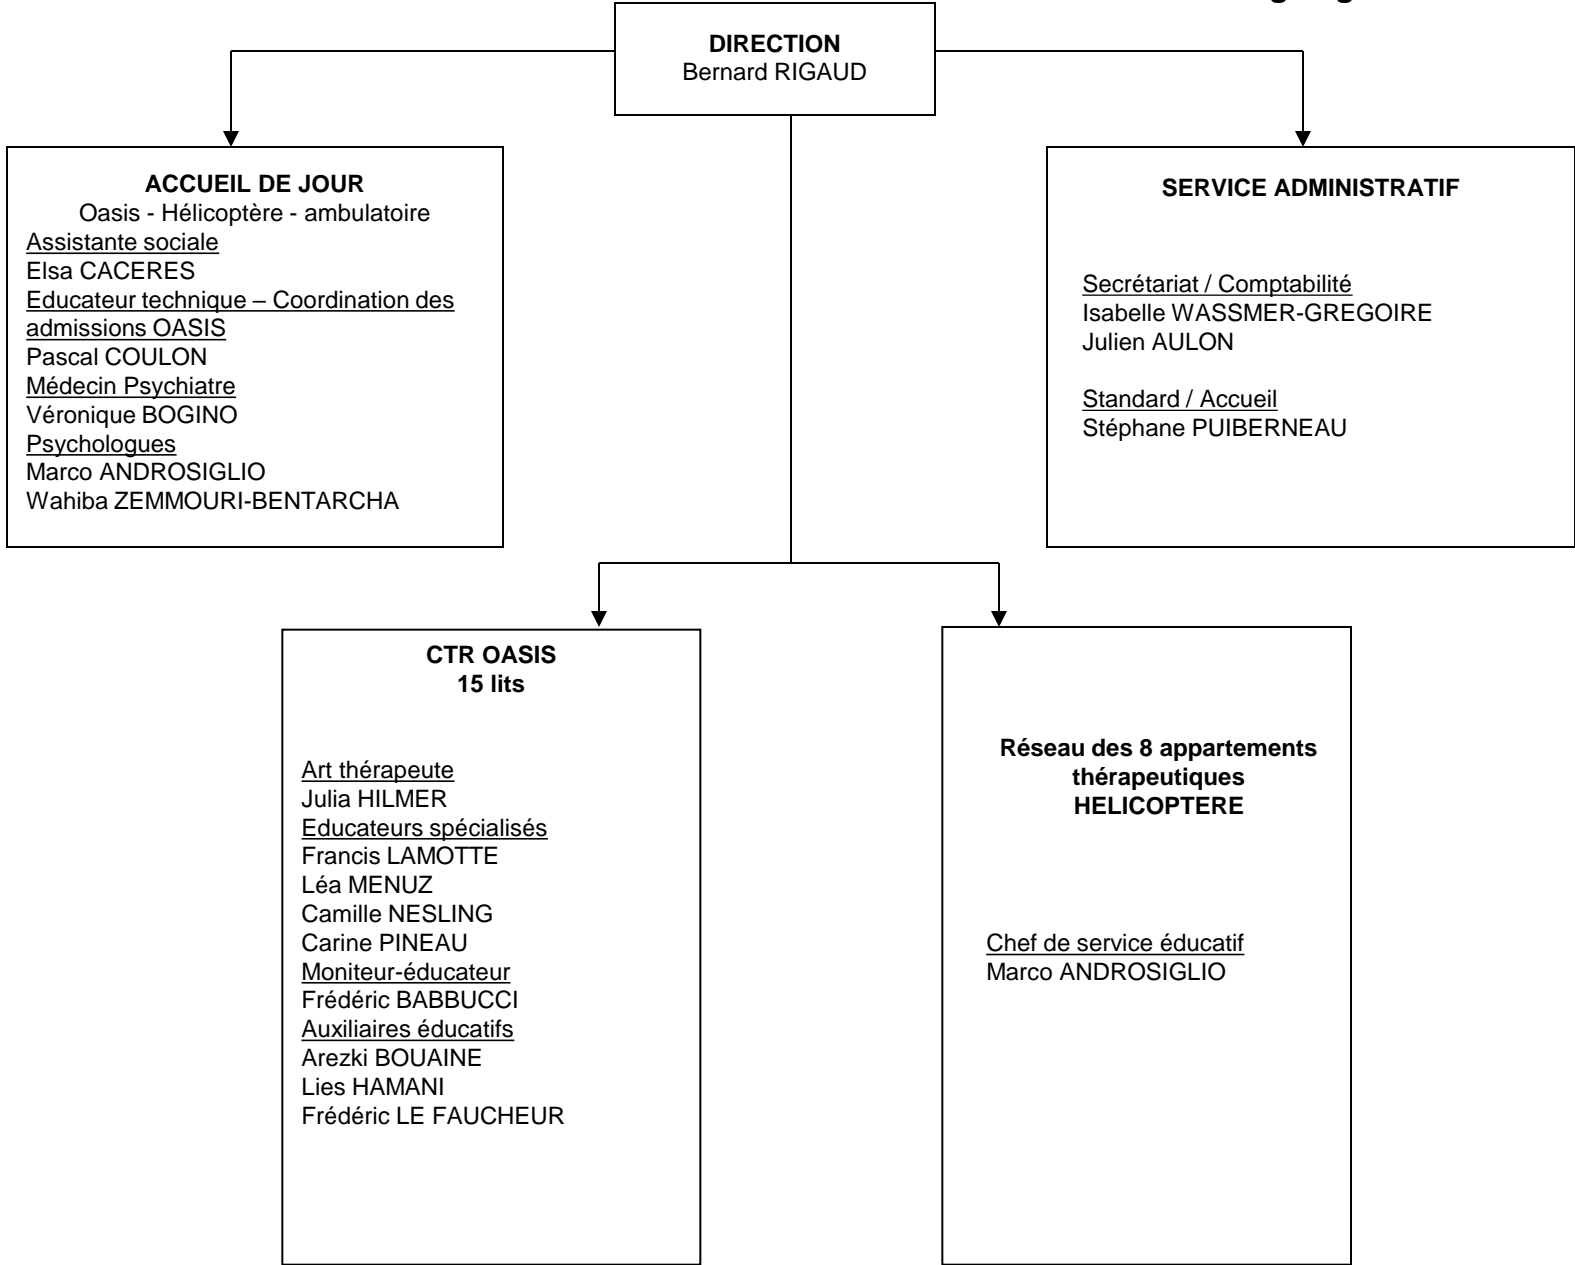 DIRECTION
Bernard RIGAUD
ACCUEIL DE JOUR
Oasis - Hélicoptère - ambulatoire
Assistante sociale
Elsa CACERES
Educateur technique – Coordination des
admissions OASIS
Pascal COULON
Médecin Psychiatre
Véronique BOGINO
Psychologues
Marco ANDROSIGLIO
Wahiba ZEMMOURI-BENTARCHA
SERVICE ADMINISTRATIF
Secrétariat / Comptabilité
Isabelle WASSMER-GREGOIRE
Julien AULON
Standard / Accueil
Stéphane PUIBERNEAU
CTR OASIS
15 lits
Art thérapeute
Julia HILMER
Educateurs spécialisés
Francis LAMOTTE
Léa MENUZ
Camille NESLING
Carine PINEAU
Moniteur-éducateur
Frédéric BABBUCCI
Auxiliaires éducatifs
Arezki BOUAINE
Lies HAMANI
Frédéric LE FAUCHEUR
Réseau des 8 appartements
thérapeutiques
HELICOPTERE
Chef de service éducatif
Marco ANDROSIGLIO